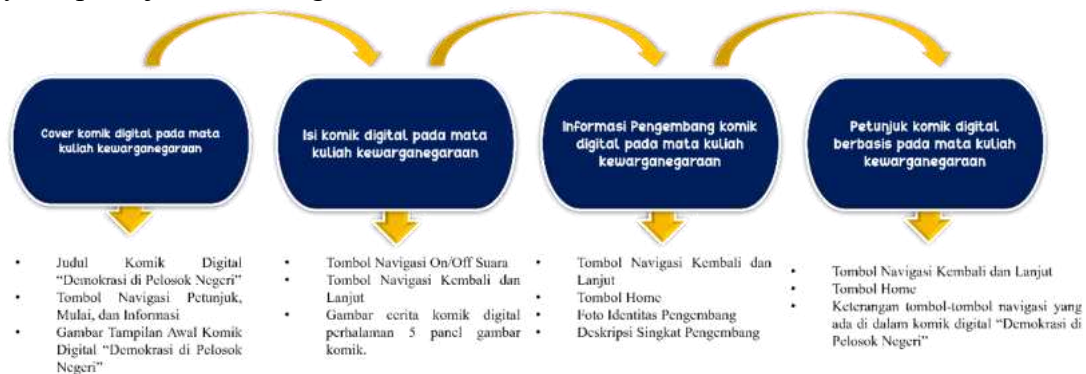 Cover komik digital pada mata
kuliah kewarganegaraan
Isi komik digital pada mata
kuliah kewarganegaraan
Informasi Pengembang komik
digital pada mata kuliah
kewarganegaraan
Petunjuk komik digital
berbasis pada mata kuliah
kewarganegaraan
• Judul Komik Digital
“Demokrasi di Pelosok Negeri”
• Tombol Navigasi Petunjuk,
Mulai, dan Informasi
• Gambar Tampilan Awal Komik
Digital “Demokrasi di Pelosok
Negeri”
• Tombol Navigasi On/Off Suara
• Tombol Navigasi Kembali dan
Lanjut
• Gambar cerita komik digital
perhalaman 5 panel gambar
komik.
• Tombol Navigasi Kembali dan
Lanjut
• Tombol Home
• Foto Identitas Pengembang
• Deskripsi Singkat Pengembang
• Tombol Navigasi Kembali dan Lanjut
• Tombol Home
• Keterangan tombol-tombol navigasi yang
ada di dalam komik digital “Demokrasi di
Pelosok Negeri”